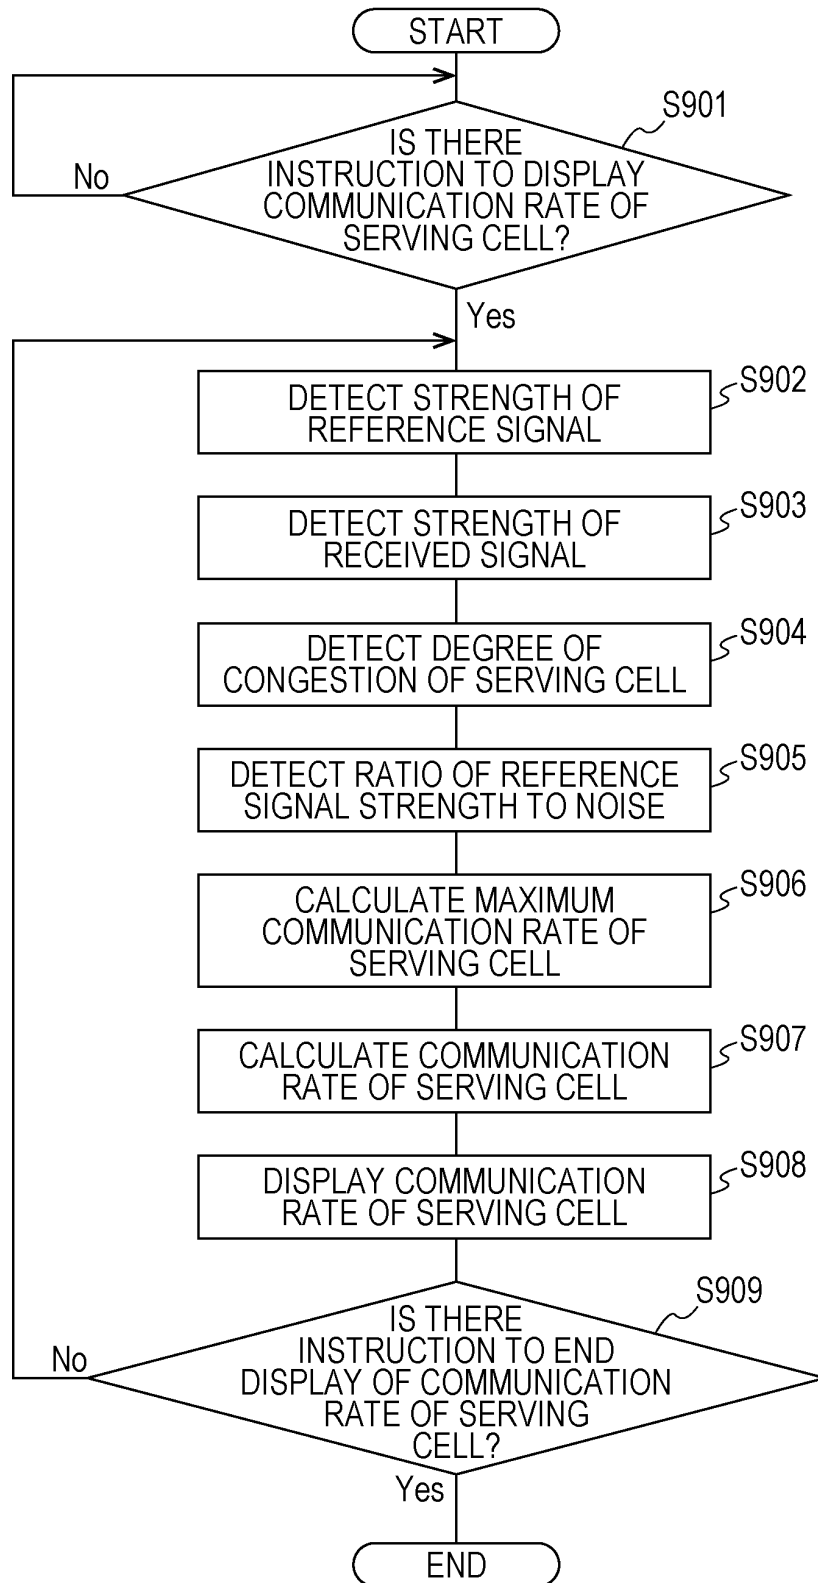 START
S901
IS THERE
INSTRUCTION TO DISPLAY
COMMUNICATION RATE OF
SERVING CELL?
No
Yes
S902
DETECT STRENGTH OF
REFERENCE SIGNAL
S903
DETECT STRENGTH OF
RECEIVED SIGNAL
S904
DETECT DEGREE OF
CONGESTION OF SERVING CELL
S905
DETECT RATIO OF REFERENCE
SIGNAL STRENGTH TO NOISE
S906
CALCULATE MAXIMUM
COMMUNICATION RATE OF
SERVING CELL
S907
CALCULATE COMMUNICATION
RATE OF SERVING CELL
S908
DISPLAY COMMUNICATION
RATE OF SERVING CELL
S909
IS THERE
INSTRUCTION TO END
DISPLAY OF COMMUNICATION
RATE OF SERVING
CELL?
No
Yes
END